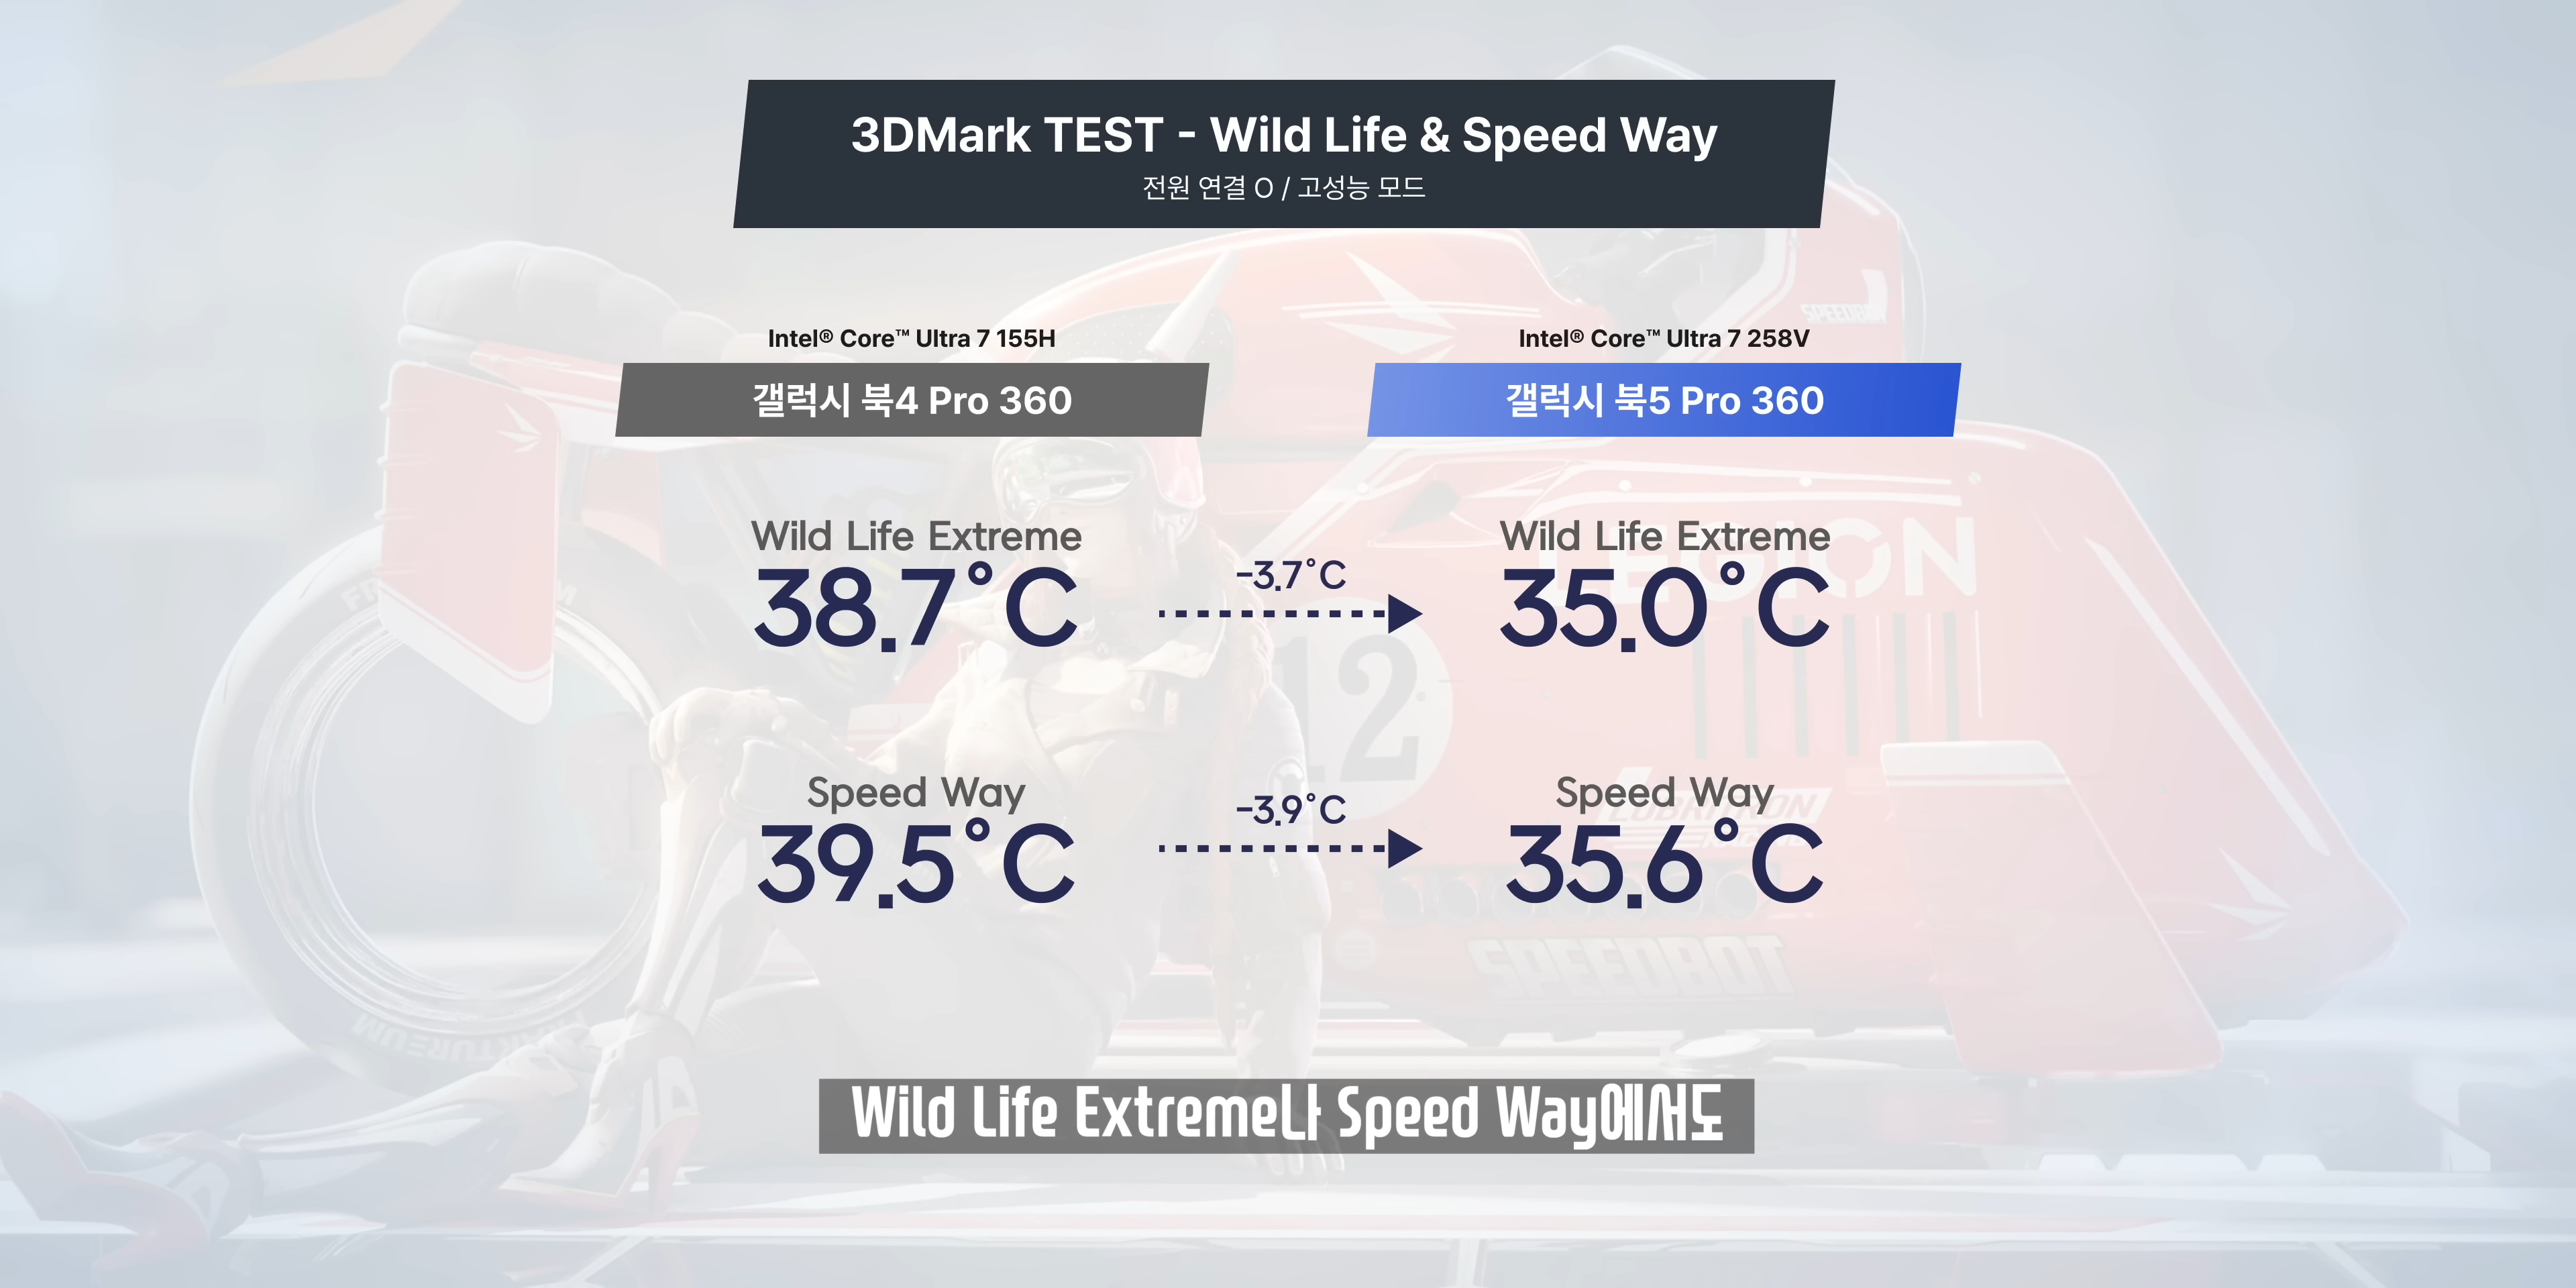 3DMark TEST - Wild Life & Speed Way
전원 연결 O / 고성능 모드
Intel® Core™ Ultra 7 155H
갤럭시 북4 Pro 360
Intel® Core™ Ultra 7 258V
갤럭시 북5 Pro 360
Wild Life Extreme
38.7°C
-3.7°C
Wild Life Extreme
35.0°C
Speed Way
39.5°C
-3.9°C
Speed Way
35.6°C
LEGION
12
SPEEDBOT
Wild Life Extreme나 Speed Way에서도